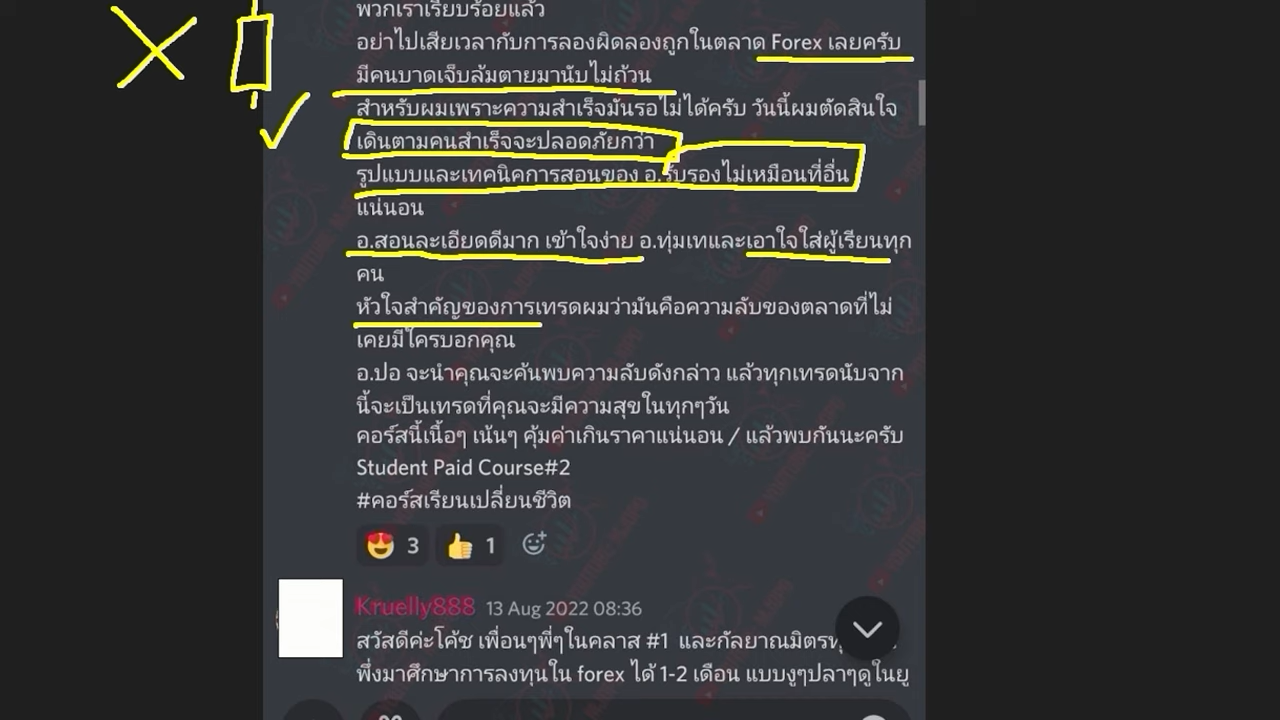 พวกเราเรียบร้อยแล้ว
อย่าไปเสียเวลากับการลองผิดลองถูกในตลาด Forex เลยครับ
มีคนบาดเจ็บล้มตายมานับไม่ถ้วน
สำหรับผมเพราะความสำเร็จมันรอไม่ได้ครับ วันนี้ผมตัดสินใจ
เดินตามคนสำเร็จจะปลอดภัยกว่า
รูปแบบและเทคนิคการสอนของ อ.รับรองไม่เหมือนที่อื่น
แน่นอน
อ.สอนละเอียดดีมาก เข้าใจง่าย อ.ทุ่มเทและเอาใจใส่ผู้เรียนทุก
คน
หัวใจสำคัญของการเทรดผมว่ามันคือความลับของตลาดที่ไม่
เคยมีใครบอกคุณ
อ.ปอ จะนำคุณจะค้นพบความลับดังกล่าว แล้วทุกเทรดนับจาก
นี้จะเป็นเทรดที่คุณจะมีความสุขในทุกๆวัน
คอร์สนี้เนื้อๆ เน้นๆ คุ้มค่าเกินราคาแน่นอน / แล้วพบกันนะครับ
Student Paid Course#2
#คอร์สเรียนเปลี่ยนชีวิต
3 1
Kruelly888 13 Aug 2022 08:36
สวัสดีค่ะโค้ช เพื่อนๆพี่ๆในคลาส #1 และกัลยาณมิตร
พึ่งมาศึกษาการลงทุนใน forex ได้ 1-2 เดือน แบบงูๆปลาๆดูในยู